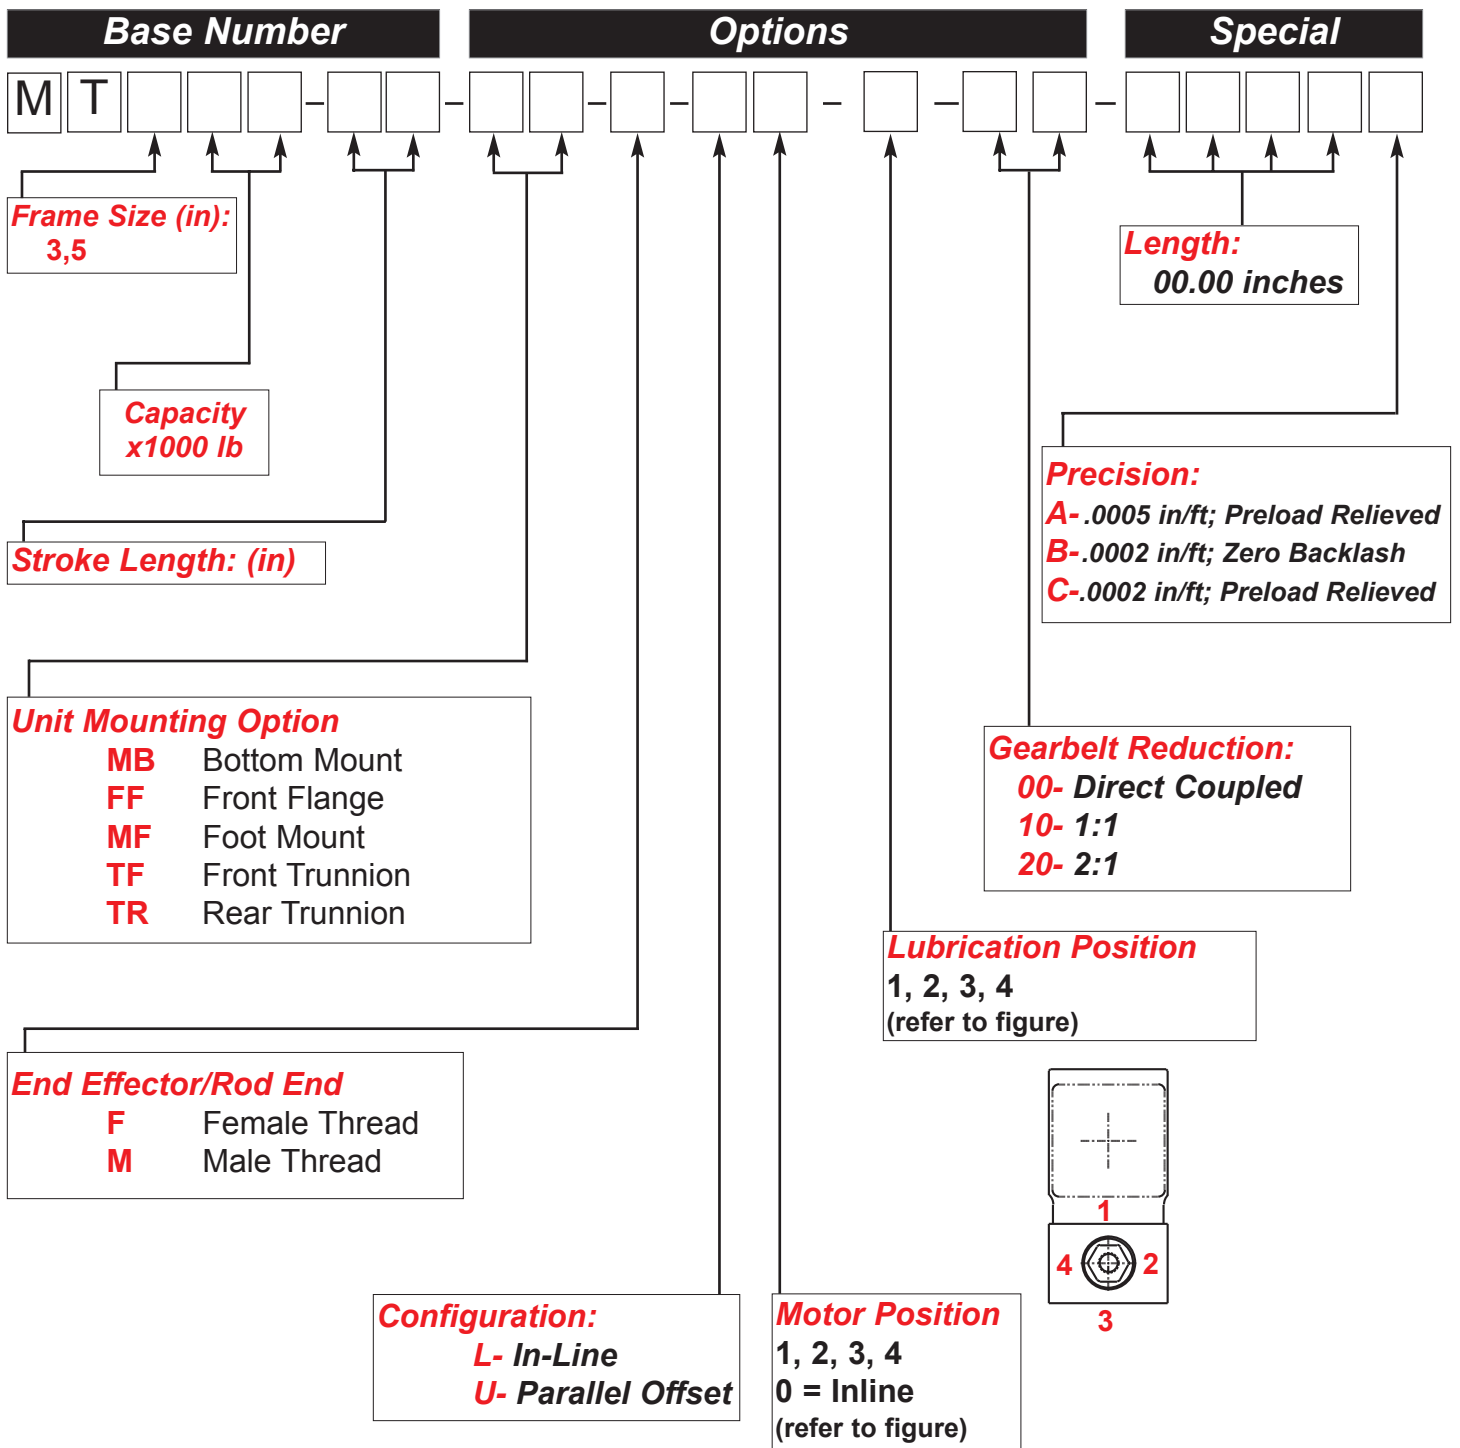 Base Number
Options
Special
M T - - - - - - -
Frame Size (in):
3,5
Length:
00.00 inches
Capacity
x1000 lb
Precision:
A- .0005 in/ft; Preload Relieved
B- .0002 in/ft; Zero Backlash
C-.0002 in/ft; Preload Relieved
Stroke Length: (in)
Unit Mounting Option
MB Bottom Mount
FF Front Flange
MF Foot Mount
TF Front Trunnion
TR Rear Trunnion
Gearbelt Reduction:
00- Direct Coupled
10- 1:1
20- 2:1
Lubrication Position
1, 2, 3, 4
(refer to figure)
End Effector/Rod End
F Female Thread
M Male Thread
1
4 2
3
Configuration:
L- In-Line
U- Parallel Offset
Motor Position
1, 2, 3, 4
0 = Inline
(refer to figure)